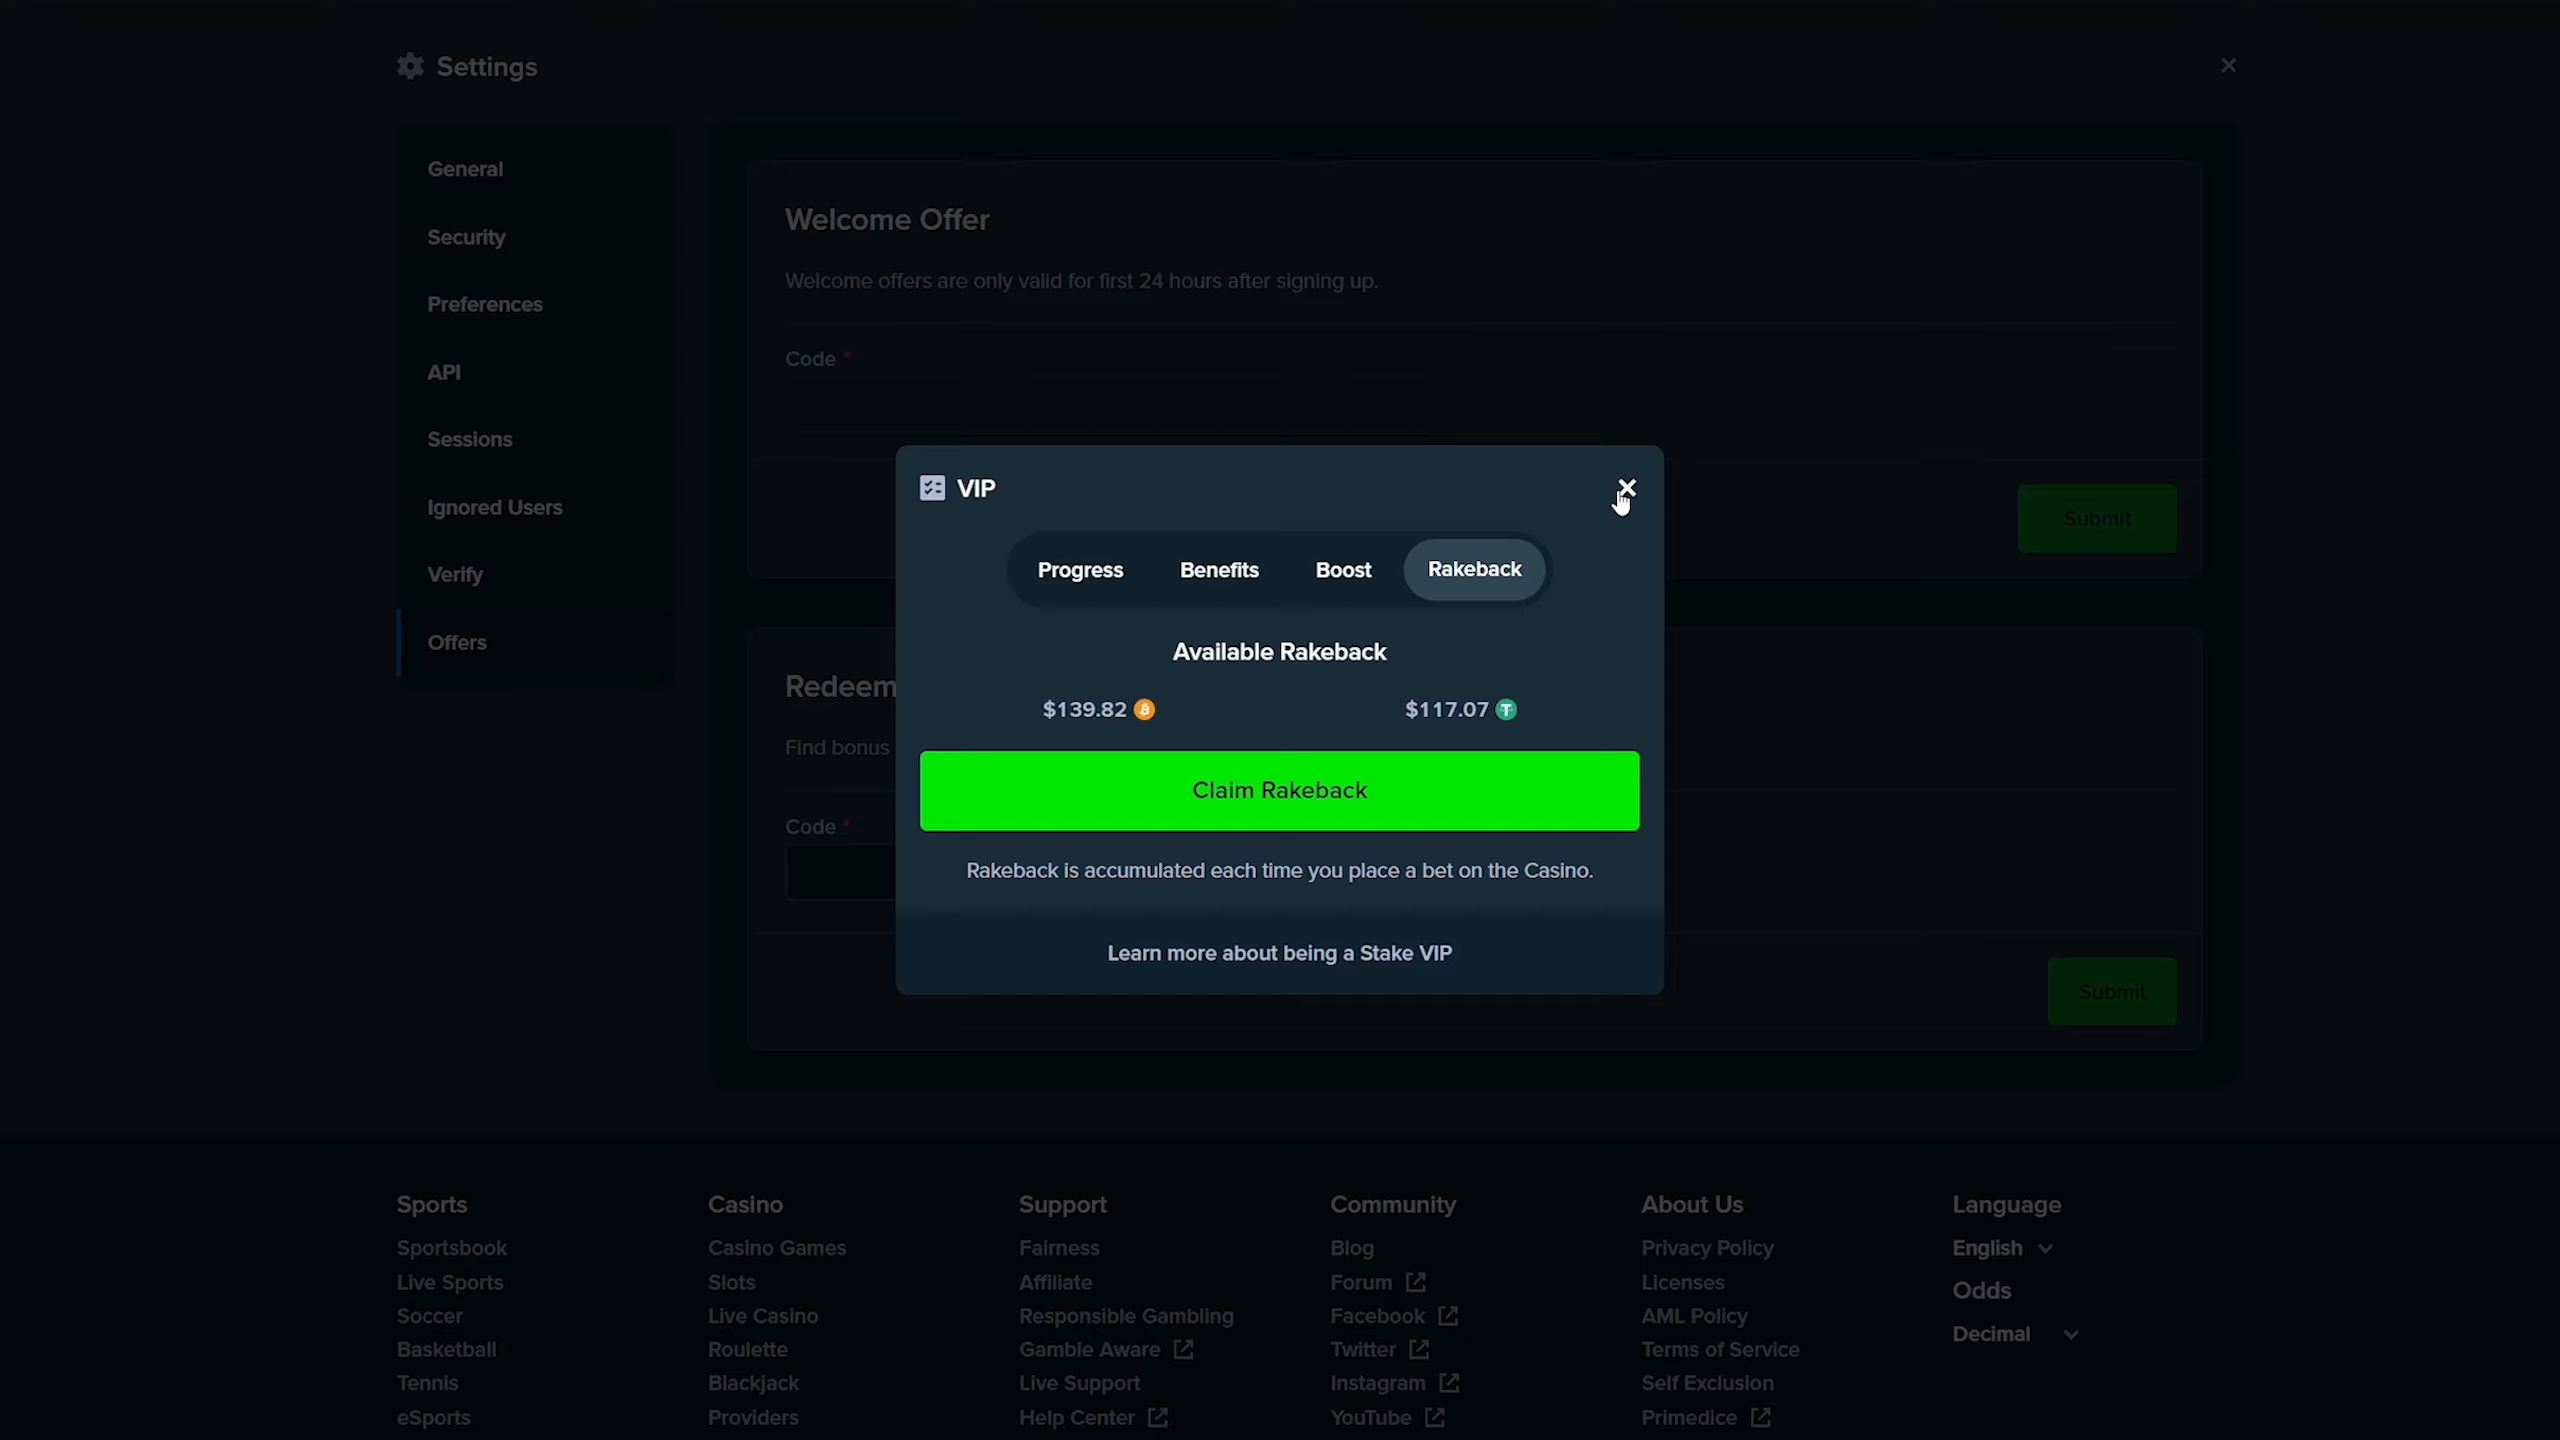 Settings
General
Security
Preferences
API
Sessions
Ignored Users
Verify
Offers
Welcome Offer
Welcome offers are only valid for first 24 hours after signing up.
Code *
Submit
Redeem
Find bonus
Code *
Submit
VIP
Progress Benefits Boost Rakeback
Available Rakeback
$139.82 $117.07
Claim Rakeback
Rakeback is accumulated each time you place a bet on the Casino.
Learn more about being a Stake VIP
Sports
Sportsbook
Live Sports
Soccer
Basketball
Tennis
eSports
Casino
Casino Games
Slots
Live Casino
Roulette
Blackjack
Providers
Support
Fairness
Affiliate
Responsible Gambling
Gamble Aware
Live Support
Help Center
Community
Blog
Forum
Facebook
Twitter
Instagram
YouTube
About Us
Privacy Policy
Licenses
AML Policy
Terms of Service
Self Exclusion
Primedice
Language
English
Odds
Decimal